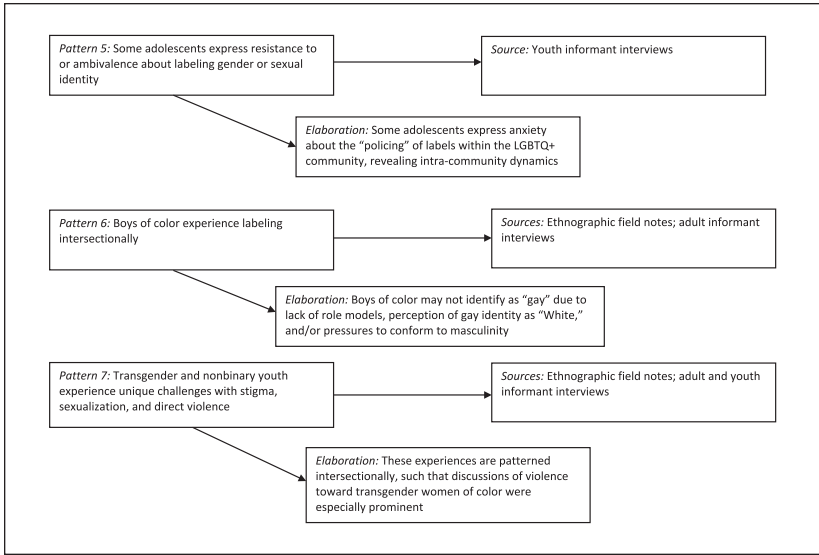 Pattern 5: Some adolescents express resistance to
or ambivalence about labeling gender or sexual
identity
Source: Youth informant interviews
Elaboration: Some adolescents express anxiety
about the “policing” of labels within the LGBTQ+
community, revealing intra-community dynamics
Pattern 6: Boys of color experience labeling
intersectionally
Sources: Ethnographic field notes; adult informant
interviews
Elaboration: Boys of color may not identify as “gay” due to
lack of role models, perception of gay identity as “White,”
and/or pressures to conform to masculinity
Pattern 7: Transgender and nonbinary youth
experience unique challenges with stigma,
sexualization, and direct violence
Sources: Ethnographic field notes; adult and youth
informant interviews
Elaboration: These experiences are patterned
intersectionally, such that discussions of violence
toward transgender women of color were
especially prominent